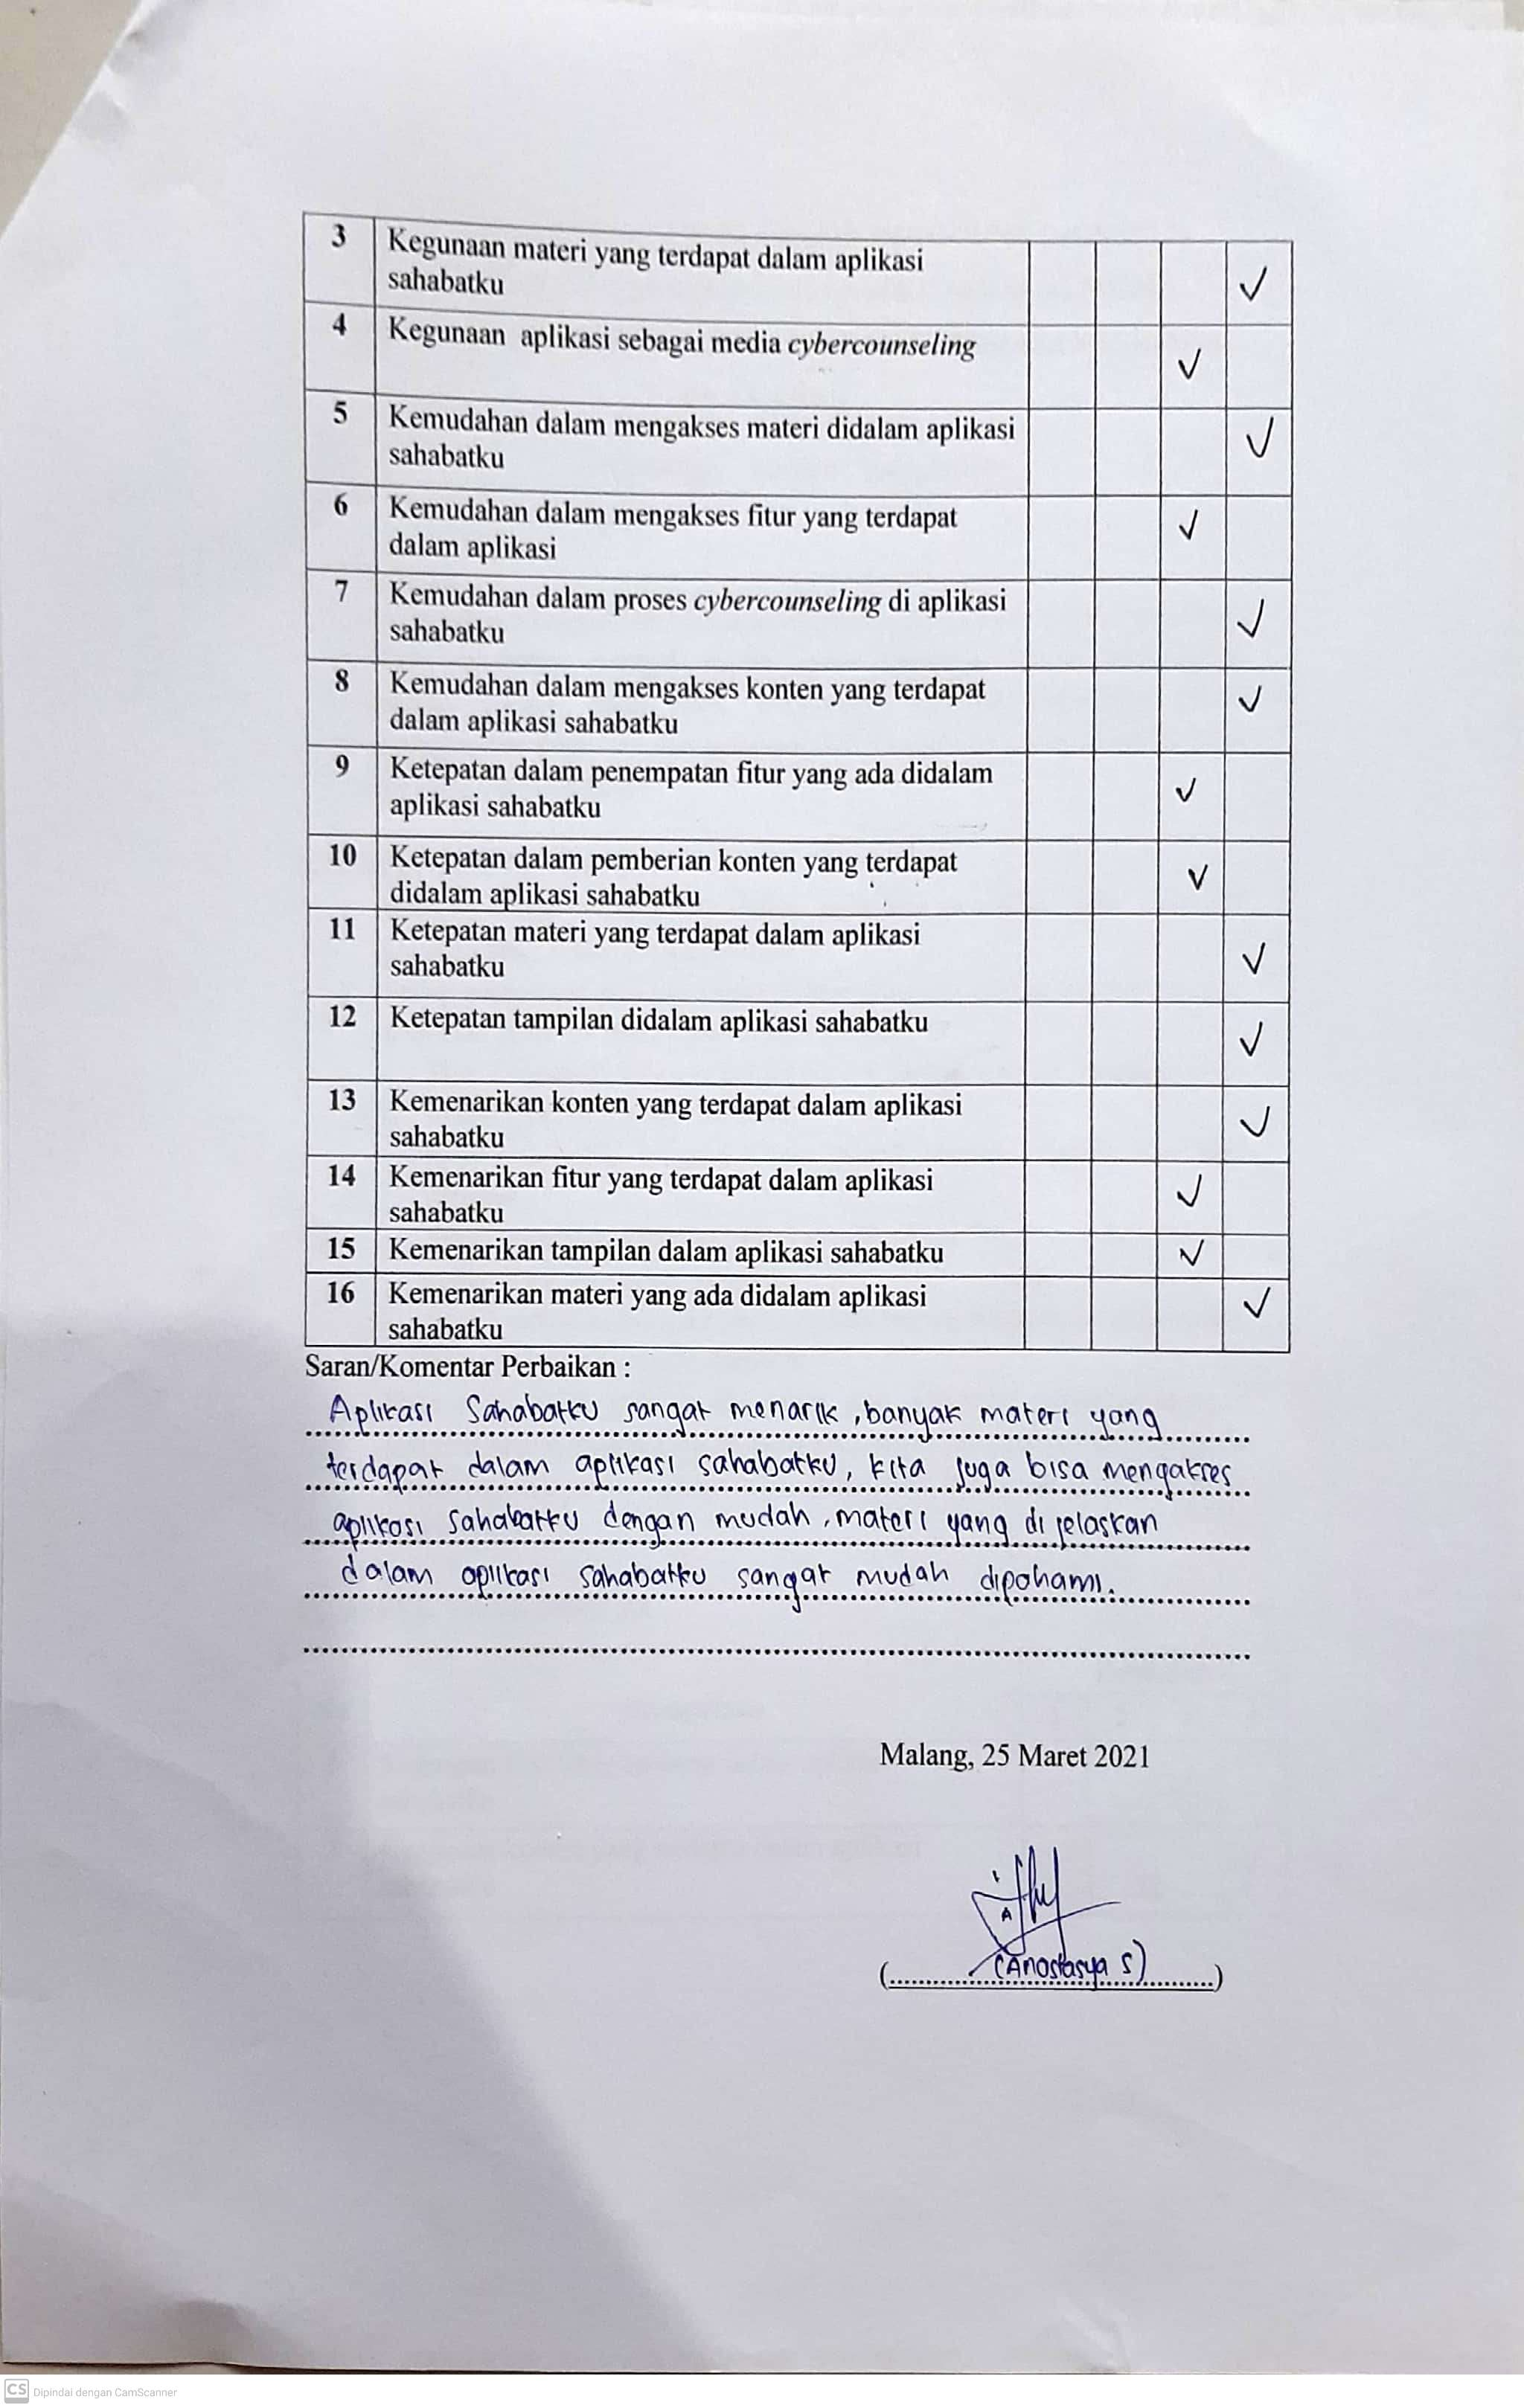 3 Kegunaan materi yang terdapat dalam aplikasi
sahabatku ✓
4 Kegunaan aplikasi sebagai media cybercounseling ✓
5 Kemudahan dalam mengakses materi didalam aplikasi
sahabatku ✓
6 Kemudahan dalam mengakses fitur yang terdapat
dalam aplikasi ✓
7 Kemudahan dalam proses cybercounseling di aplikasi
sahabatku ✓
8 Kemudahan dalam mengakses konten yang terdapat
dalam aplikasi sahabatku ✓
9 Ketepatan dalam penempatan fitur yang ada didalam
aplikasi sahabatku ✓
10 Ketepatan dalam pemberian konten yang terdapat
didalam aplikasi sahabatku ✓
11 Ketepatan materi yang terdapat dalam aplikasi
sahabatku ✓
12 Ketepatan tampilan didalam aplikasi sahabatku ✓
13 Kemenarikan konten yang terdapat dalam aplikasi
sahabatku ✓
14 Kemenarikan fitur yang terdapat dalam aplikasi
sahabatku ✓
15 Kemenarikan tampilan dalam aplikasi sahabatku ✓
16 Kemenarikan materi yang ada didalam aplikasi
sahabatku ✓
Saran/Komentar Perbaikan :
Aplikasi Sahabatku sangat menarik, banyak materi yang
terdapat dalam aplikasi sahabatku, kita juga bisa mengakses
aplikasi sahabatku dengan mudah, materi yang di jelaskan
dalam aplikasi sahabatku sangat mudah dipahami.
Malang, 25 Maret 2021
(Anastasya S)
CS Dipindai dengan CamScanner